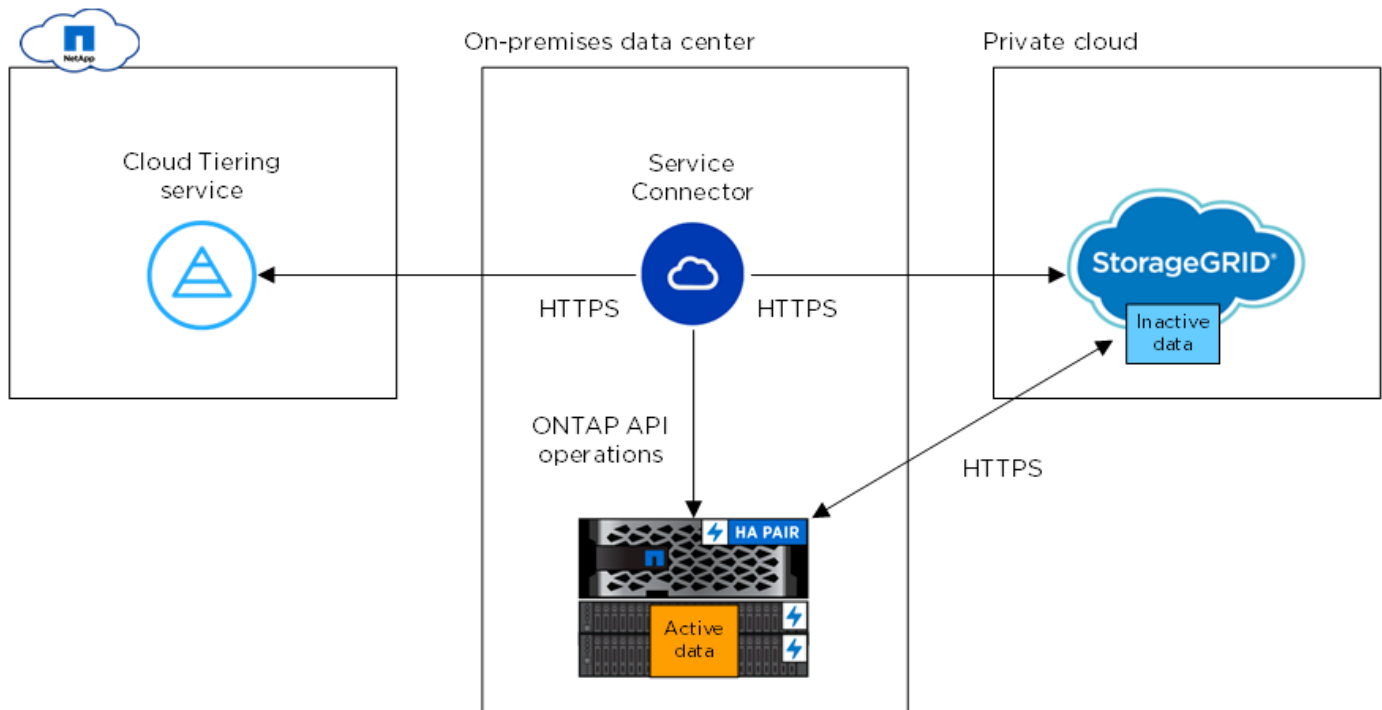 NetApp
On-premises data center
Private cloud
Cloud Tiering
service
Service
Connector
StorageGRID®
HTTPS
HTTPS
Inactive
data
ONTAP API
operations
HTTPS
HA PAIR
Active
data